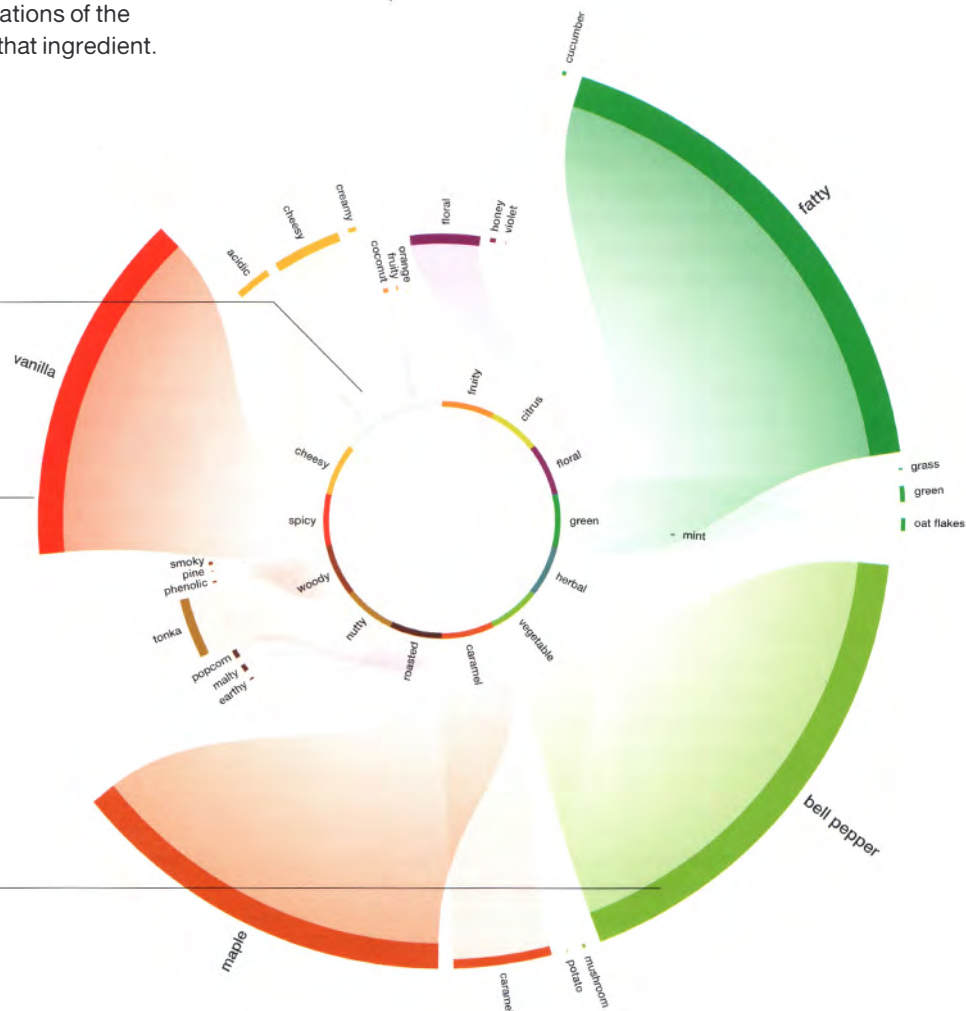 ations of the
that ingredient.
cucumber
fatty
creamy
cheesy
acidic
floral
honey
violet
orange
fruity
coconut
vanilla
fruity
citrus
floral
cheesy
grass
green
oat flakes
spicy
green
mint
smoky
pine
phenolic
woody
herbal
tonka
nutty
vegetable
popcorn
malty
earthy
roasted
caramel
bell pepper
maple
mushroom
potato
caramel